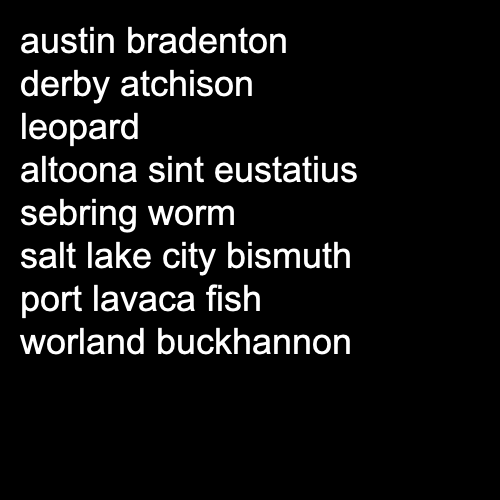 austin bradenton
derby atchison
leopard
altoona sint eustatius
sebring worm
salt lake city bismuth
port lavaca fish
worland buckhannon